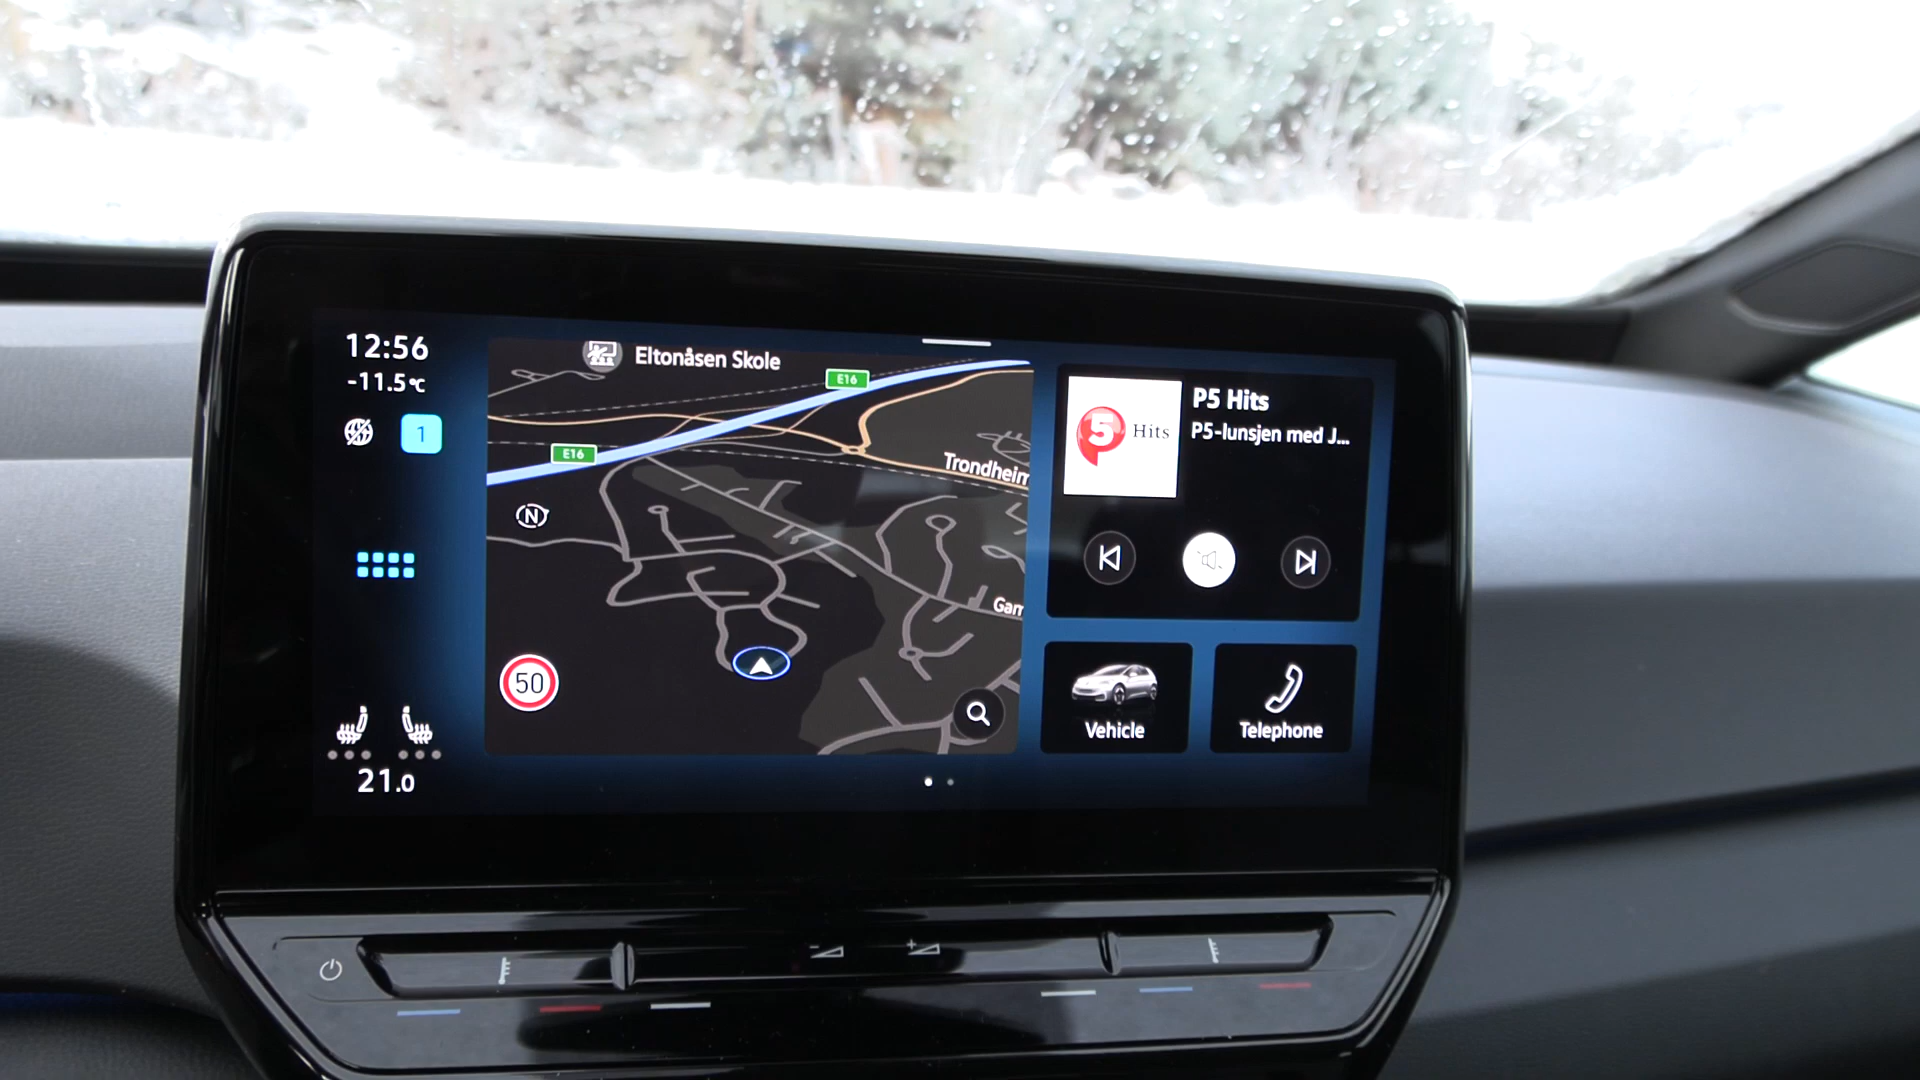 12:56
-11.5°C
1
21.0
Eltonåsen Skole
E16
E16
Trondheim
N
Gar
50
5 Hits
P5 Hits
P5-lunsjen med J...
Vehicle
Telephone
- +